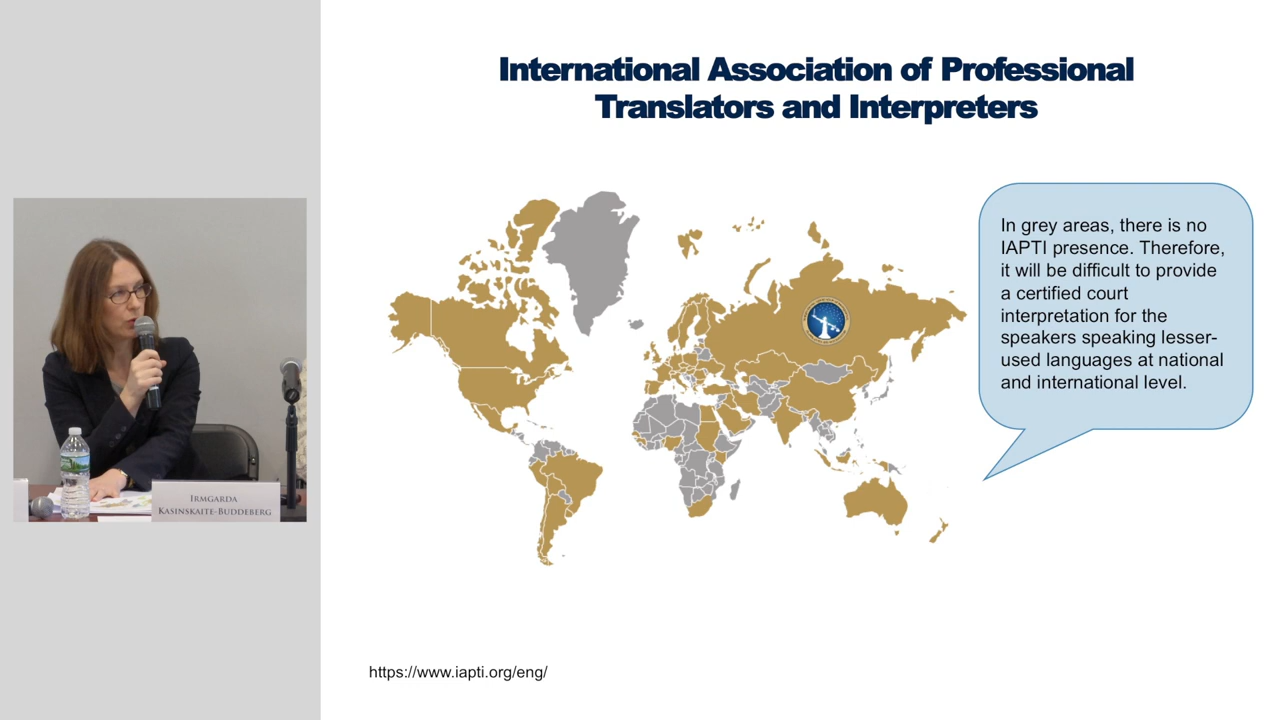 International Association of Professional
Translators and Interpreters
In grey areas, there is no
IAPTI presence. Therefore,
it will be difficult to provide
a certified court
interpretation for the
speakers speaking lesser-
used languages at national
and international level.
Irmgarda
Kasinskaite-Buddeberg
https://www.iapti.org/eng/